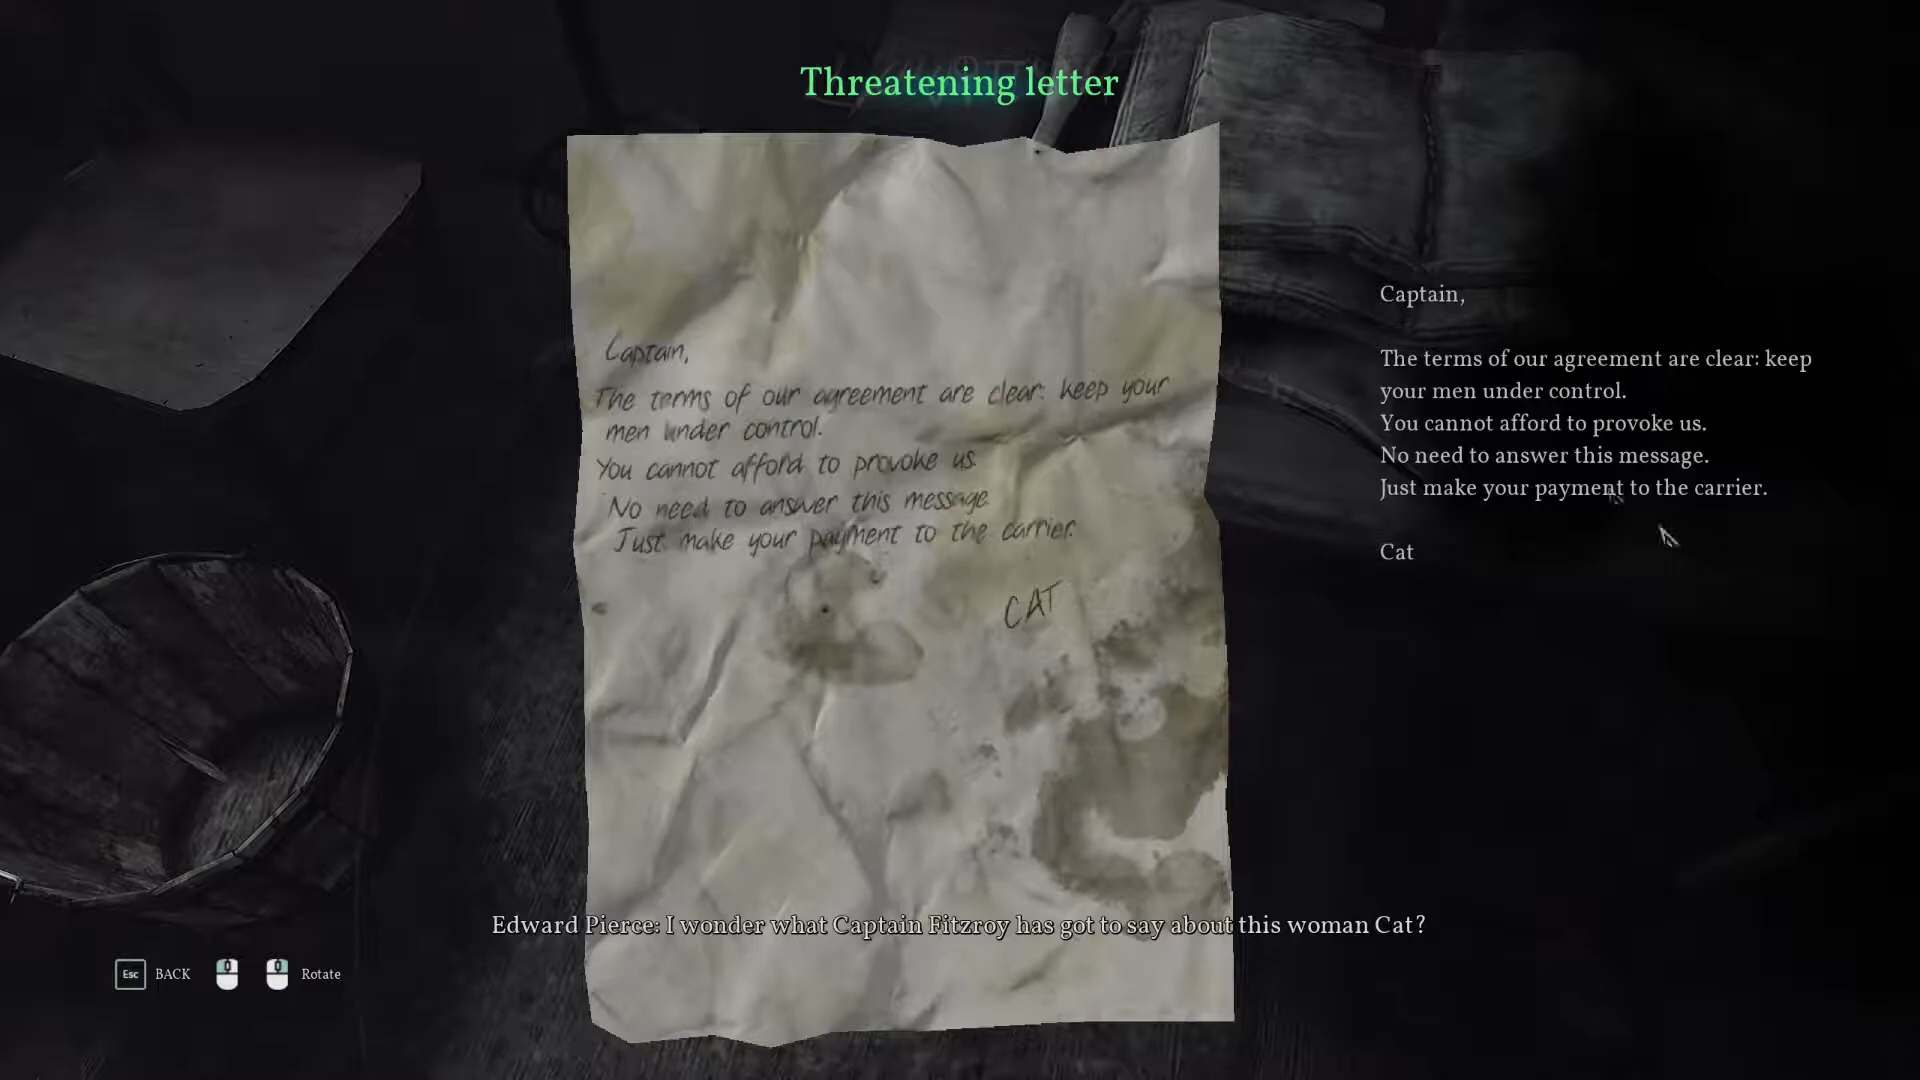 Threatening letter
Captain,
The terms of our agreement are clear: keep your
men under control.
You cannot afford to provoke us.
No need to answer this message.
Just make your payment to the carrier.
CAT
Captain,
The terms of our agreement are clear: keep
your men under control.
You cannot afford to provoke us.
No need to answer this message.
Just make your payment to the carrier.
Cat
Edward Pierce: I wonder what Captain Fitzroy has got to say about this woman Cat?
Esc BACK Rotate